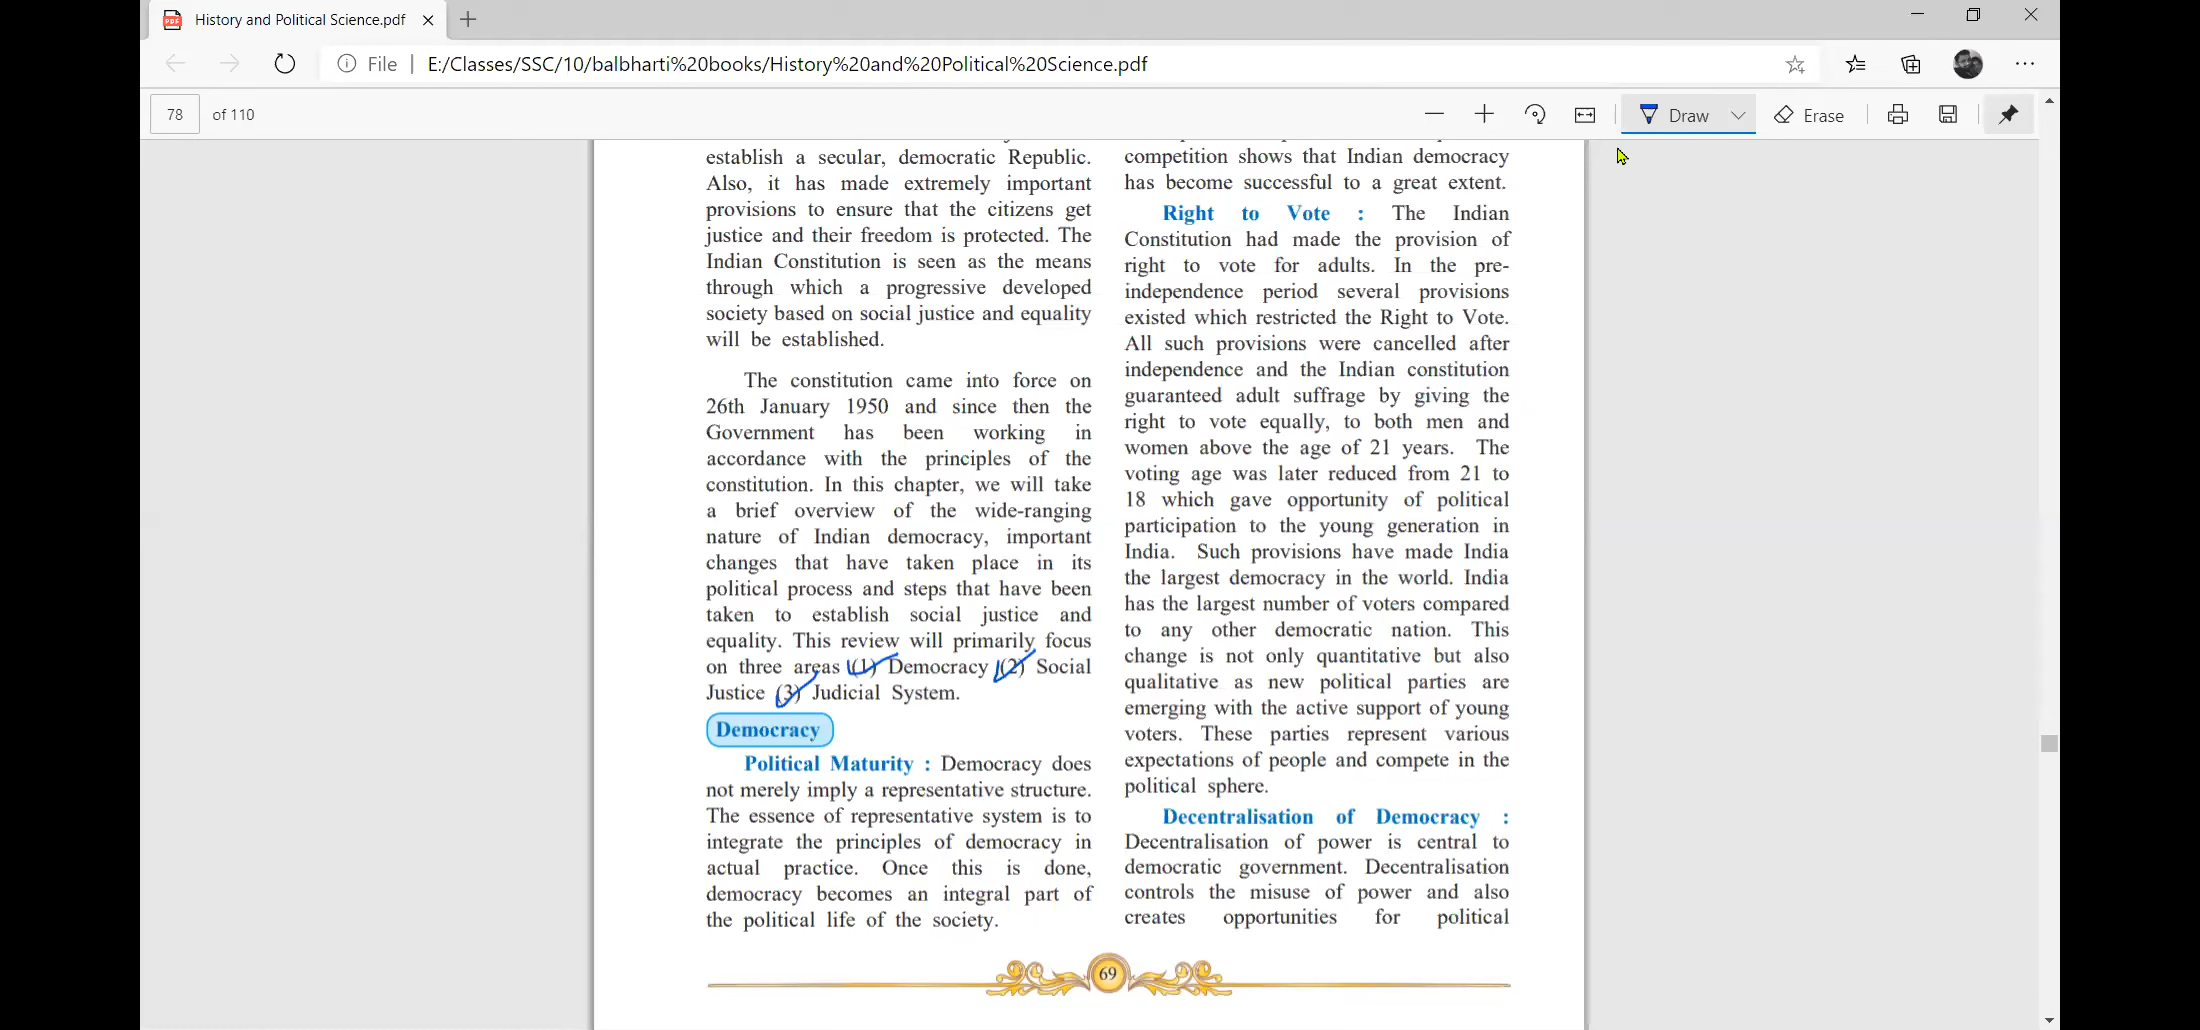 History and Political Science.pdf
File | E:/Classes/SSC/10/balbharti%20books/History%20and%20Political%20Science.pdf
78 of 110
Draw
Erase
establish a secular, democratic Republic.
Also, it has made extremely important
provisions to ensure that the citizens get
justice and their freedom is protected. The
Indian Constitution is seen as the means
through which a progressive developed
society based on social justice and equality
will be established.
The constitution came into force on
26th January 1950 and since then the
Government has been working in
accordance with the principles of the
constitution. In this chapter, we will take
a brief overview of the wide-ranging
nature of Indian democracy, important
changes that have taken place in its
political process and steps that have been
taken to establish social justice and
equality. This review will primarily focus
on three areas (1) Democracy (2) Social
Justice (3) Judicial System.
Democracy
Political Maturity : Democracy does
not merely imply a representative structure.
The essence of representative system is to
integrate the principles of democracy in
actual practice. Once this is done,
democracy becomes an integral part of
the political life of the society.
competition shows that Indian democracy
has become successful to a great extent.
Right to Vote : The Indian
Constitution had made the provision of
right to vote for adults. In the pre-
independence period several provisions
existed which restricted the Right to Vote.
All such provisions were cancelled after
independence and the Indian constitution
guaranteed adult suffrage by giving the
right to vote equally, to both men and
women above the age of 21 years. The
voting age was later reduced from 21 to
18 which gave opportunity of political
participation to the young generation in
India. Such provisions have made India
the largest democracy in the world. India
has the largest number of voters compared
to any other democratic nation. This
change is not only quantitative but also
qualitative as new political parties are
emerging with the active support of young
voters. These parties represent various
expectations of people and compete in the
political sphere.
Decentralisation of Democracy :
Decentralisation of power is central to
democratic government. Decentralisation
controls the misuse of power and also
creates opportunities for political
69